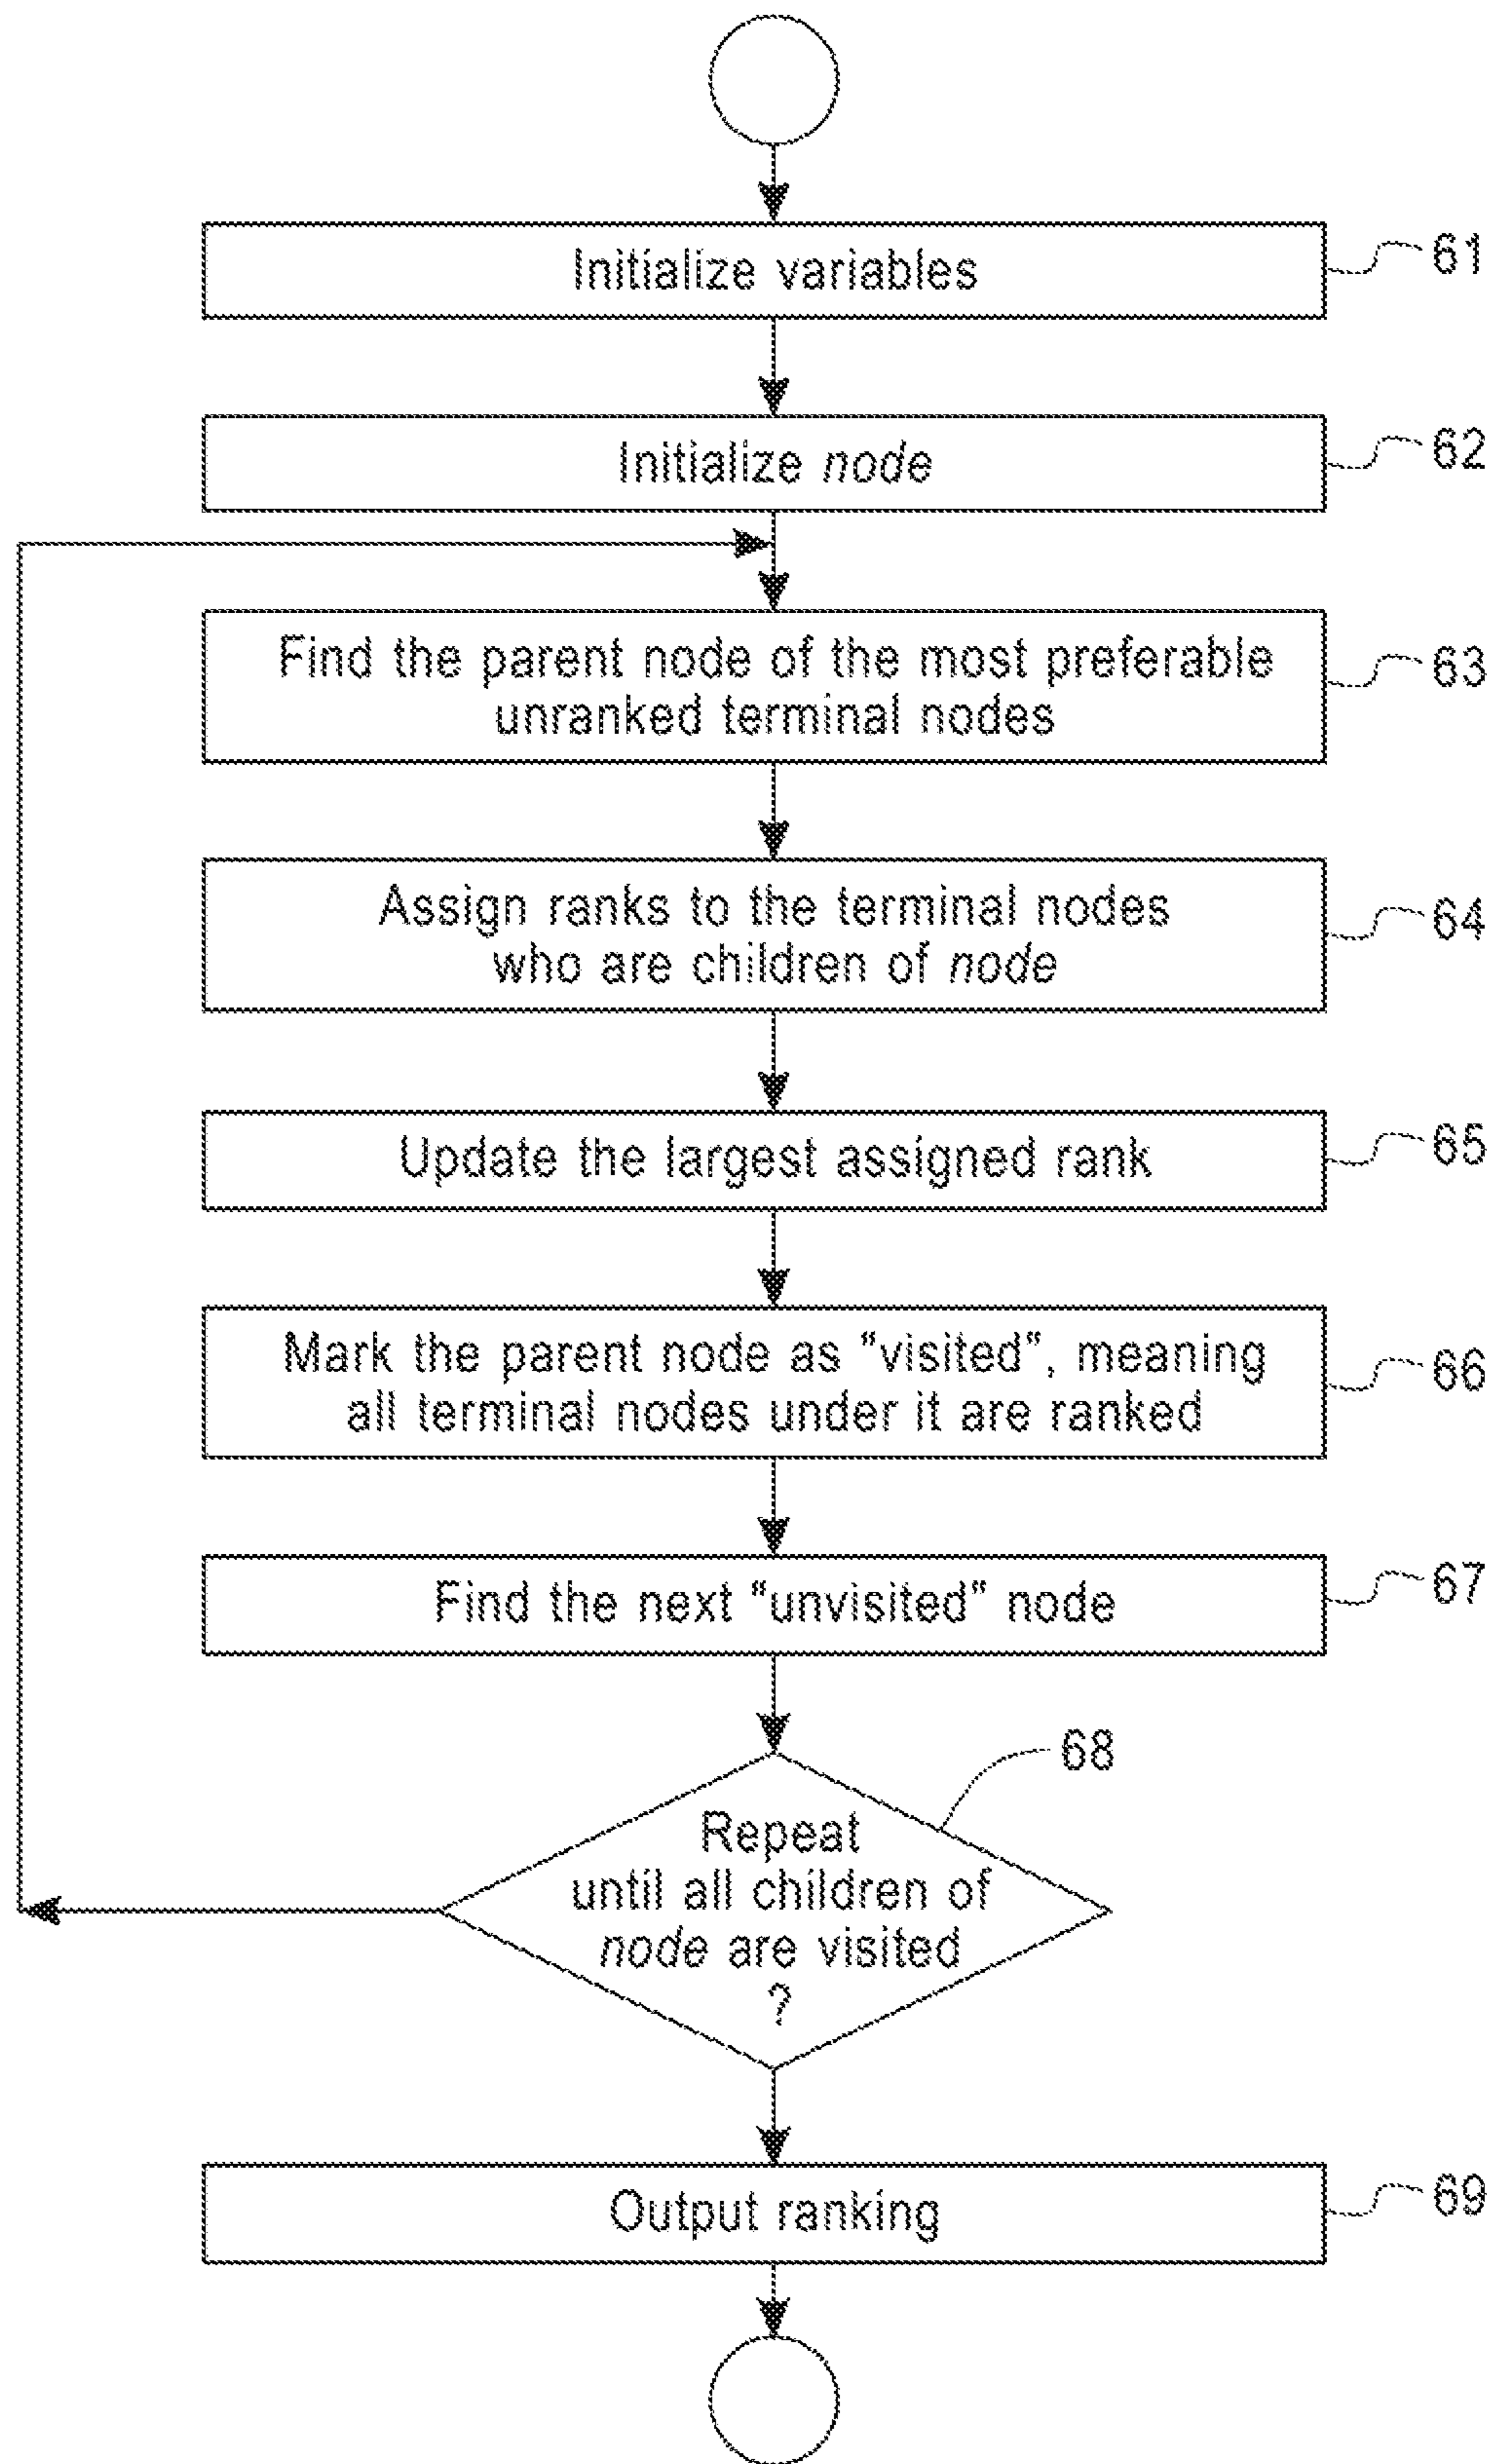 Initialize variables
61
Initialize node
62
Find the parent node of the most preferable
unranked terminal nodes
63
Assign ranks to the terminal nodes
who are children of node
64
Update the largest assigned rank
65
Mark the parent node as “visited“, meaning
all terminal nodes under it are ranked
66
Find the next “unvisited” node
67
68
Repeat
until all children of
node are visited
?
Output ranking
69